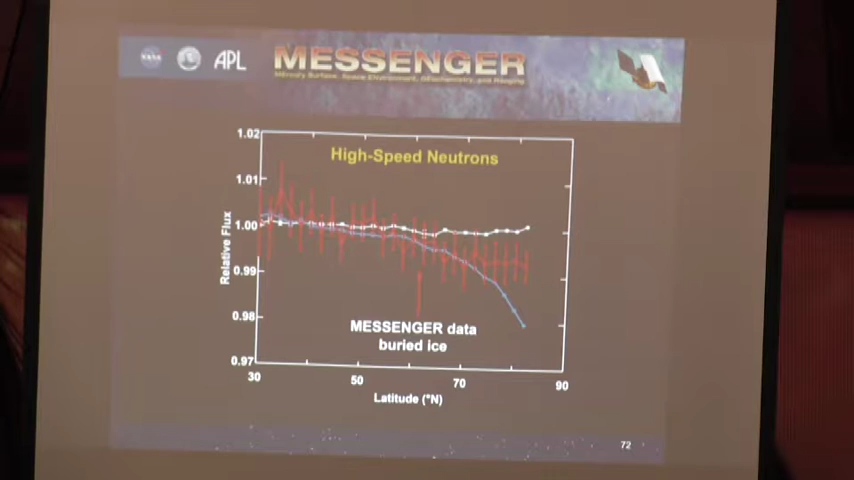 NASA
APL
MESSENGER
MErcury Surface, Space ENvironment, GEochemistry, and Ranging
High-Speed Neutrons
1.02
1.01
1.00
0.99
0.98
0.97
Relative Flux
MESSENGER data
buried ice
30
50
70
90
Latitude (°N)
72